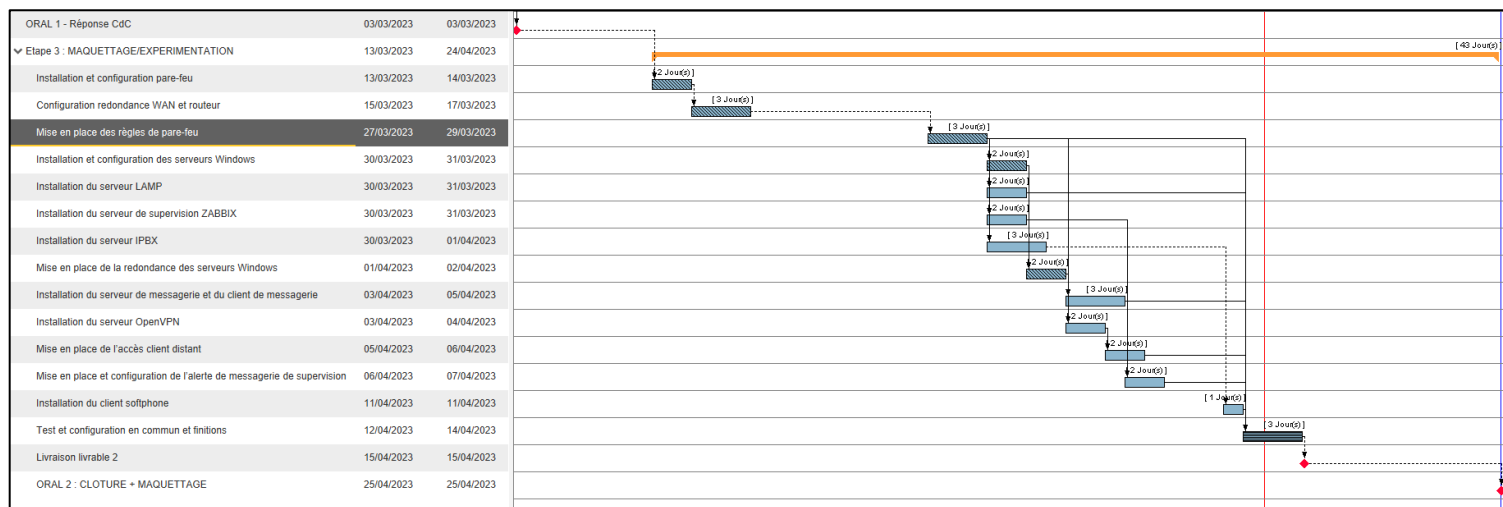 ORAL 1 - Réponse CdC 03/03/2023 03/03/2023
Etape 3 : MAQUETTAGE/EXPERIMENTATION 13/03/2023 24/04/2023 [ 43 Jour(s) ]
Installation et configuration pare-feu 13/03/2023 14/03/2023 [ 2 Jour(s) ]
Configuration redondance WAN et routeur 15/03/2023 17/03/2023 [ 3 Jour(s) ]
Mise en place des règles de pare-feu 27/03/2023 29/03/2023 [ 3 Jour(s) ]
Installation et configuration des serveurs Windows 30/03/2023 31/03/2023 [ 2 Jour(s) ]
Installation du serveur LAMP 30/03/2023 31/03/2023 [ 2 Jour(s) ]
Installation du serveur de supervision ZABBIX 30/03/2023 31/03/2023 [ 2 Jour(s) ]
Installation du serveur IPBX 30/03/2023 01/04/2023 [ 3 Jour(s) ]
Mise en place de la redondance des serveurs Windows 01/04/2023 02/04/2023 [ 2 Jour(s) ]
Installation du serveur de messagerie et du client de messagerie 03/04/2023 05/04/2023 [ 3 Jour(s) ]
Installation du serveur OpenVPN 03/04/2023 04/04/2023 [ 2 Jour(s) ]
Mise en place de l'accès client distant 05/04/2023 06/04/2023 [ 2 Jour(s) ]
Mise en place et configuration de l'alerte de messagerie de supervision 06/04/2023 07/04/2023 [ 2 Jour(s) ]
Installation du client softphone 11/04/2023 11/04/2023 [ 1 Jour(s) ]
Test et configuration en commun et finitions 12/04/2023 14/04/2023 [ 3 Jour(s) ]
Livraison livrable 2 15/04/2023 15/04/2023
ORAL 2 : CLOTURE + MAQUETTAGE 25/04/2023 25/04/2023